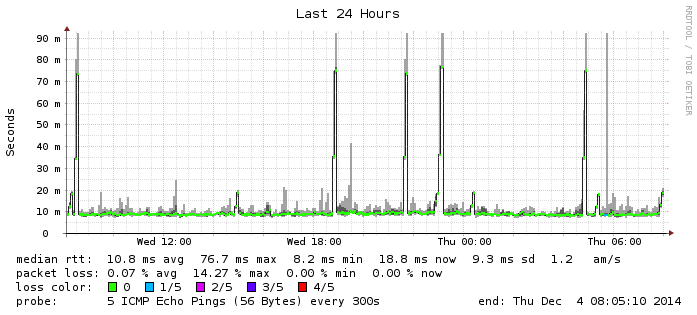 Last 24 Hours
RRDTOOL / TOBI OETIKER
Seconds
90 m
80 m
70 m
60 m
50 m
40 m
30 m
20 m
10 m
0
Wed 12:00 Wed 18:00 Thu 00:00 Thu 06:00
median rtt: 10.8 ms avg 76.7 ms max 8.2 ms min 18.8 ms now 9.3 ms sd 1.2 am/s
packet loss: 0.07 % avg 14.27 % max 0.00 % min 0.00 % now
loss color: 0 1/5 2/5 3/5 4/5
probe: 5 ICMP Echo Pings (56 Bytes) every 300s end: Thu Dec 4 08:05:10 2014